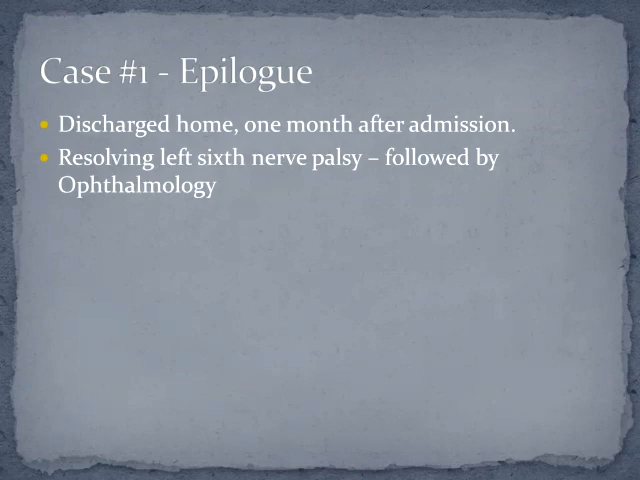 Case #1 - Epilogue
• Discharged home, one month after admission.
• Resolving left sixth nerve palsy – followed by
Ophthalmology